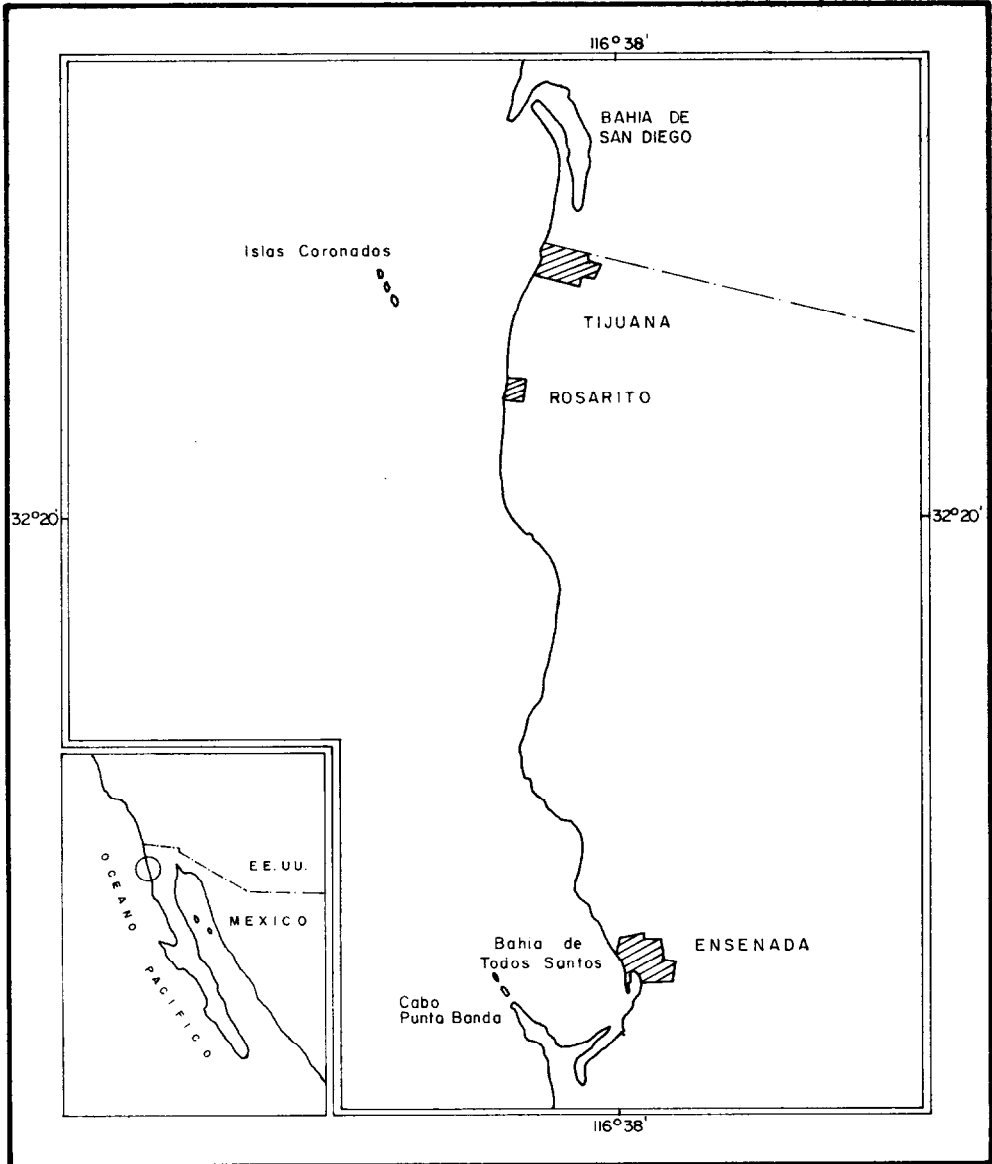 116° 38'
BAHIA DE
SAN DIEGO
Islas Coronados
TIJUANA
ROSARITO
32°20'
32°20'
EE. UU.
MEXICO
OCEANO PACIFICO
ENSENADA
Bahia de
Todos Santos
Cabo
Punta Banda
116°38'